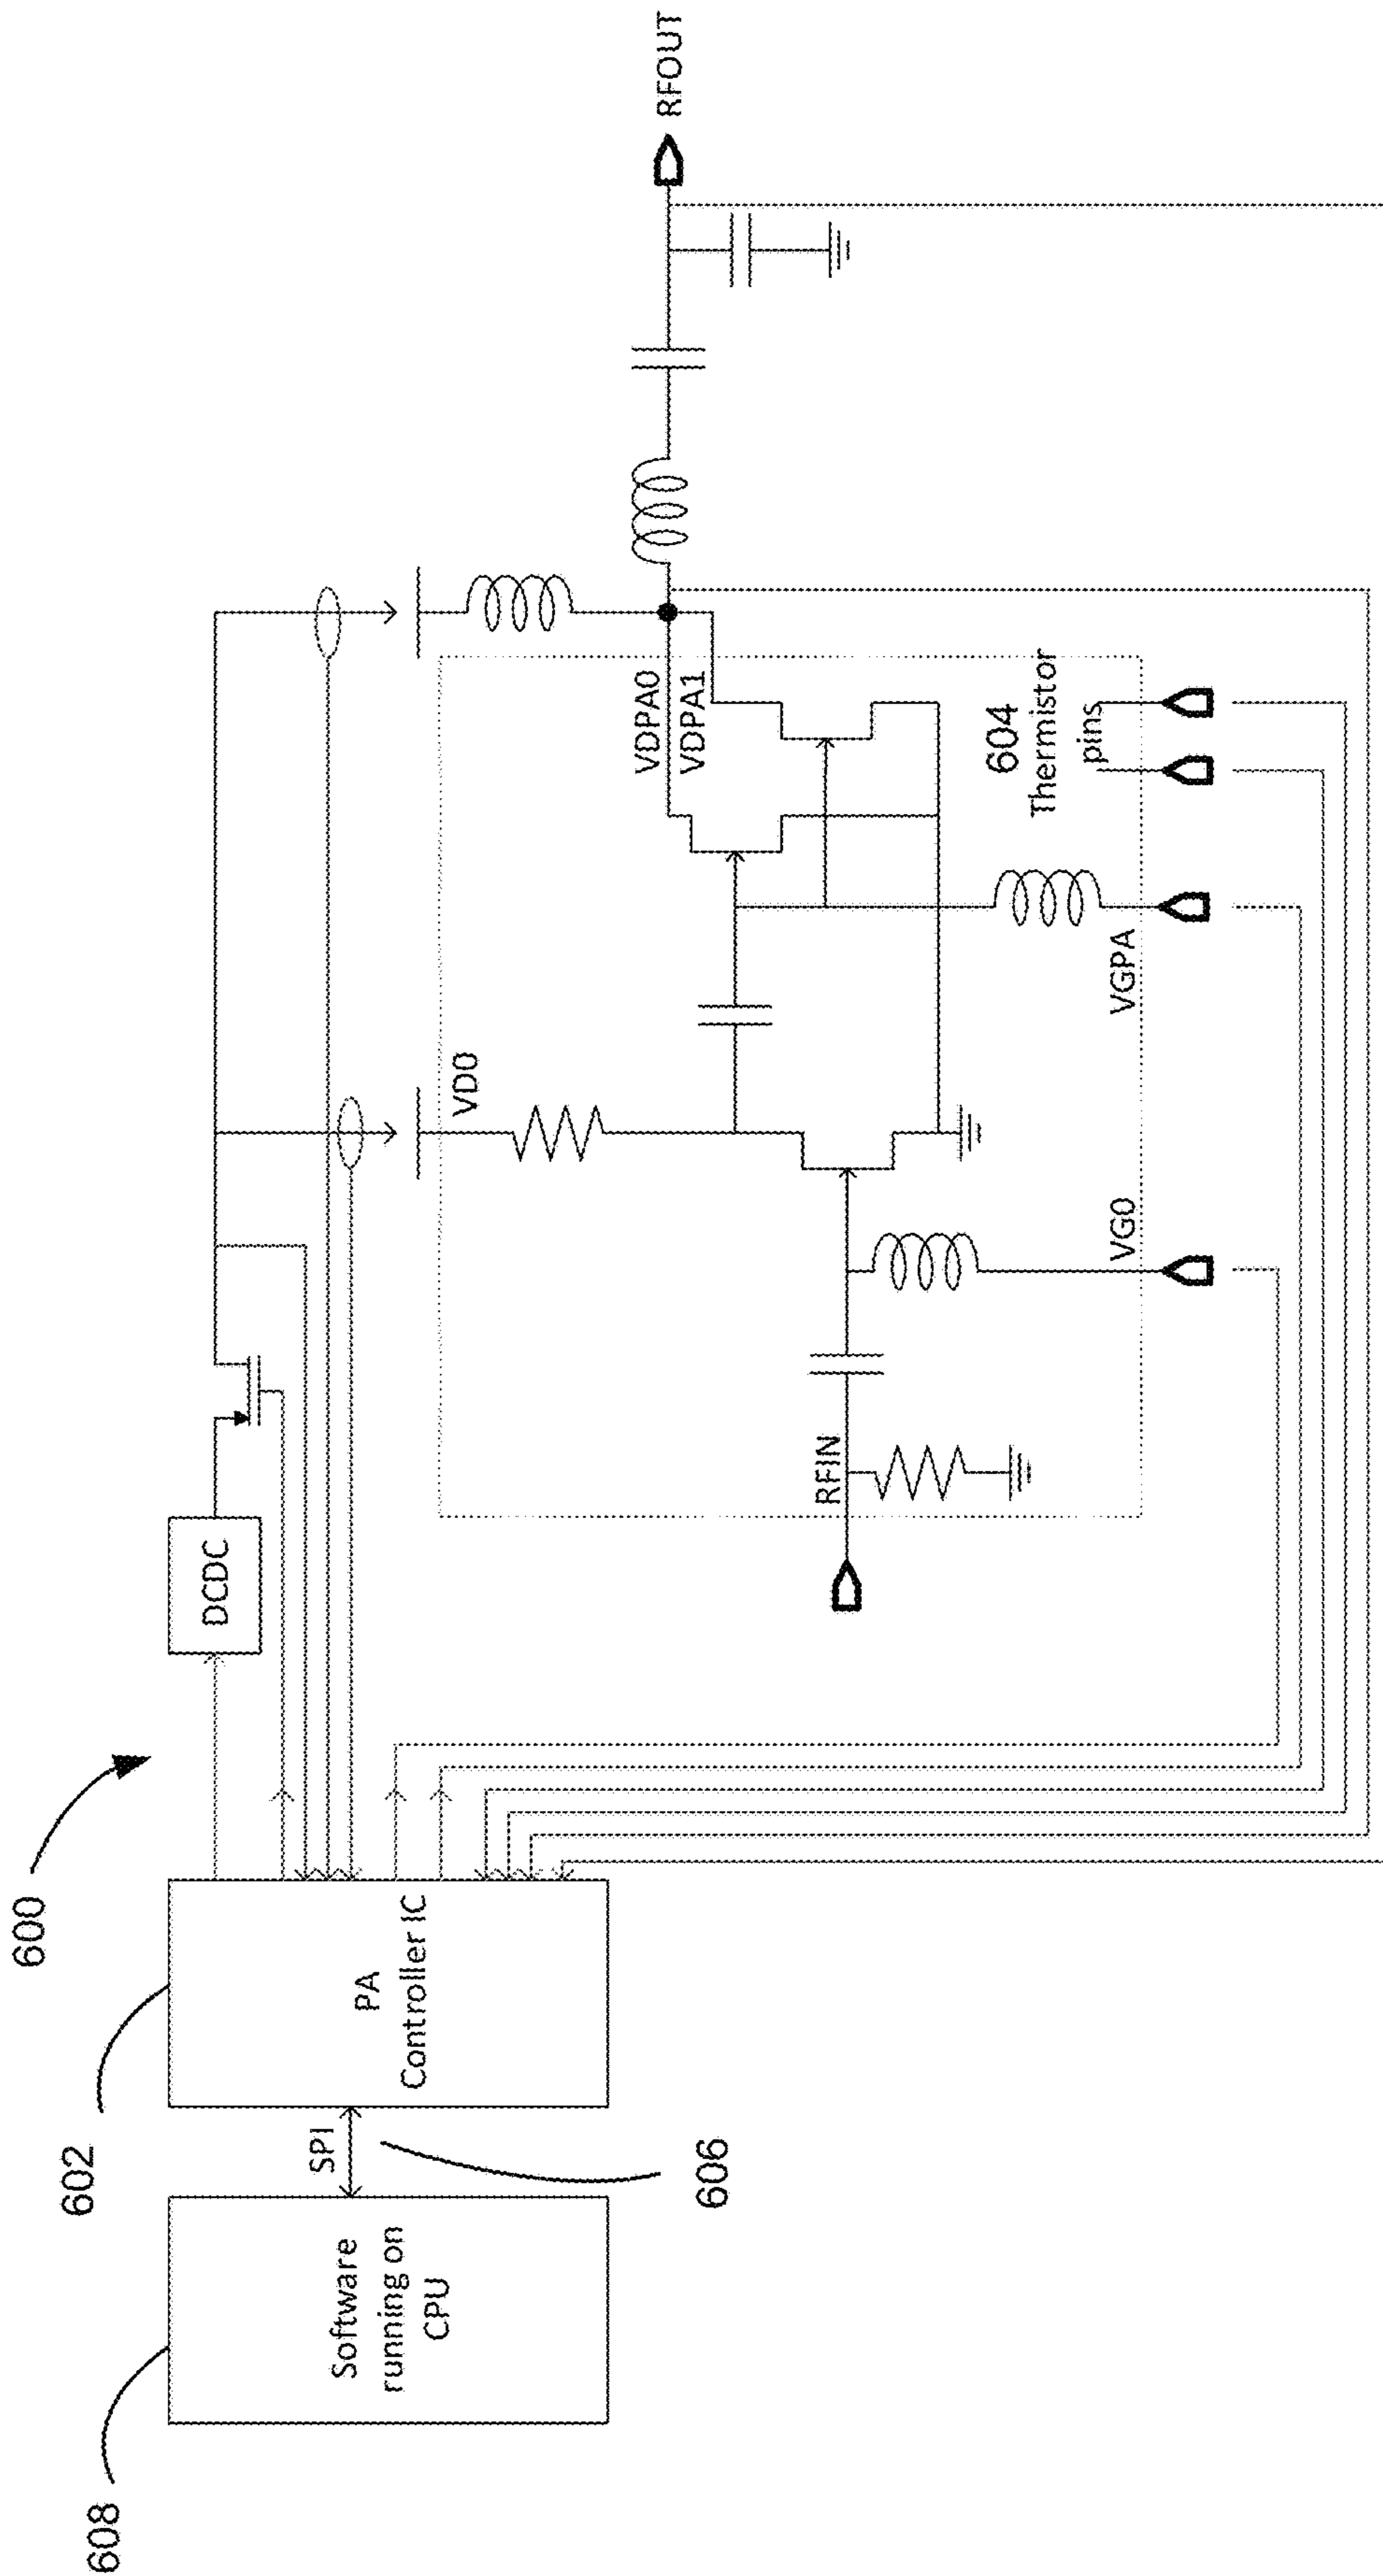 600
602
608
606
Software
running on
CPU
SPI
PA
Controller IC
DCDC
RFIN
VD0
VG0
VGPA
VDPA0
VDPA1
604
Thermistor
pins
RFOUT